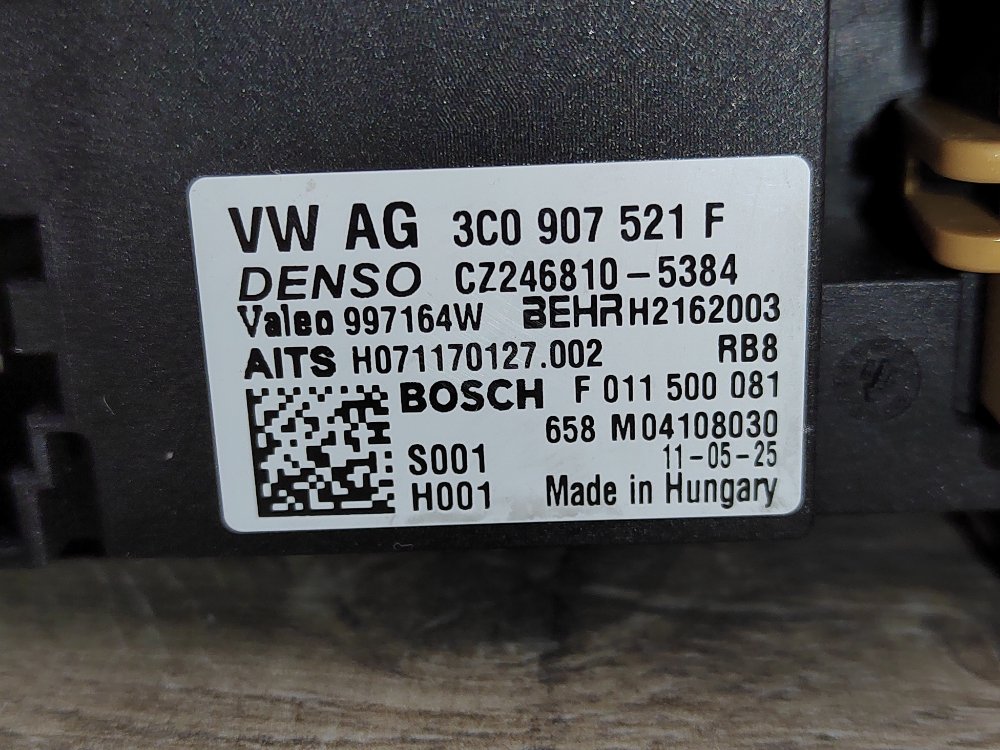 VW AG 3C0 907 521 F
DENSO CZ246810-5384
Valeo 997164W BEHR H2162003
AITS H071170127.002 RB8
BOSCH F 011 500 081
658 M04108030
S001 11-05-25
H001 Made in Hungary